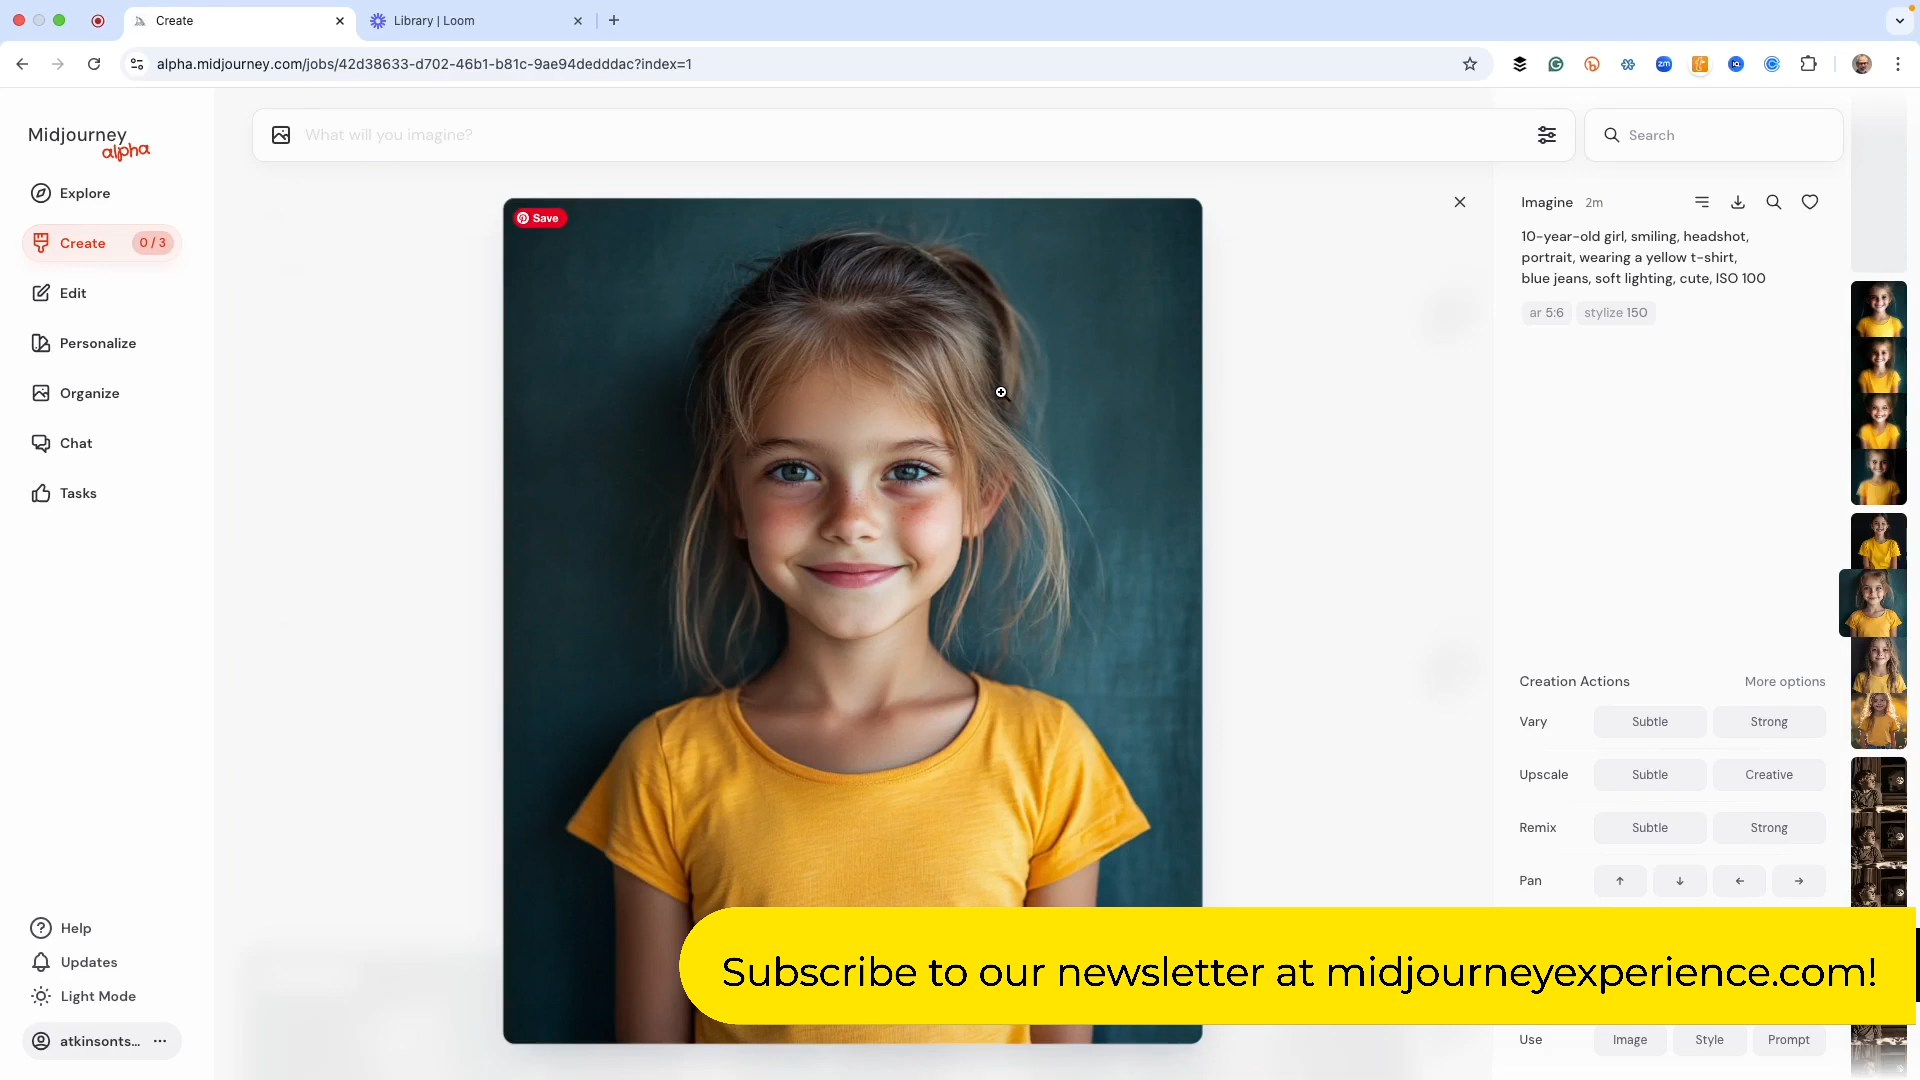 Create
Library | Loom
alpha.midjourney.com/jobs/42d38633-d702-46b1-b81c-9ae94dedddac?index=1
Midjourney
alpha
What will you imagine?
Search
Explore
Create 0 / 3
Edit
Personalize
Organize
Chat
Tasks
Help
Updates
Light Mode
atkinsonts...
Save
Imagine 2m
10-year-old girl, smiling, headshot,
portrait, wearing a yellow t-shirt,
blue jeans, soft lighting, cute, ISO 100
ar 5:6 stylize 150
Creation Actions More options
Vary Subtle Strong
Upscale Subtle Creative
Remix Subtle Strong
Pan
Subscribe to our newsletter at midjourneyexperience.com!
Use Image Style Prompt